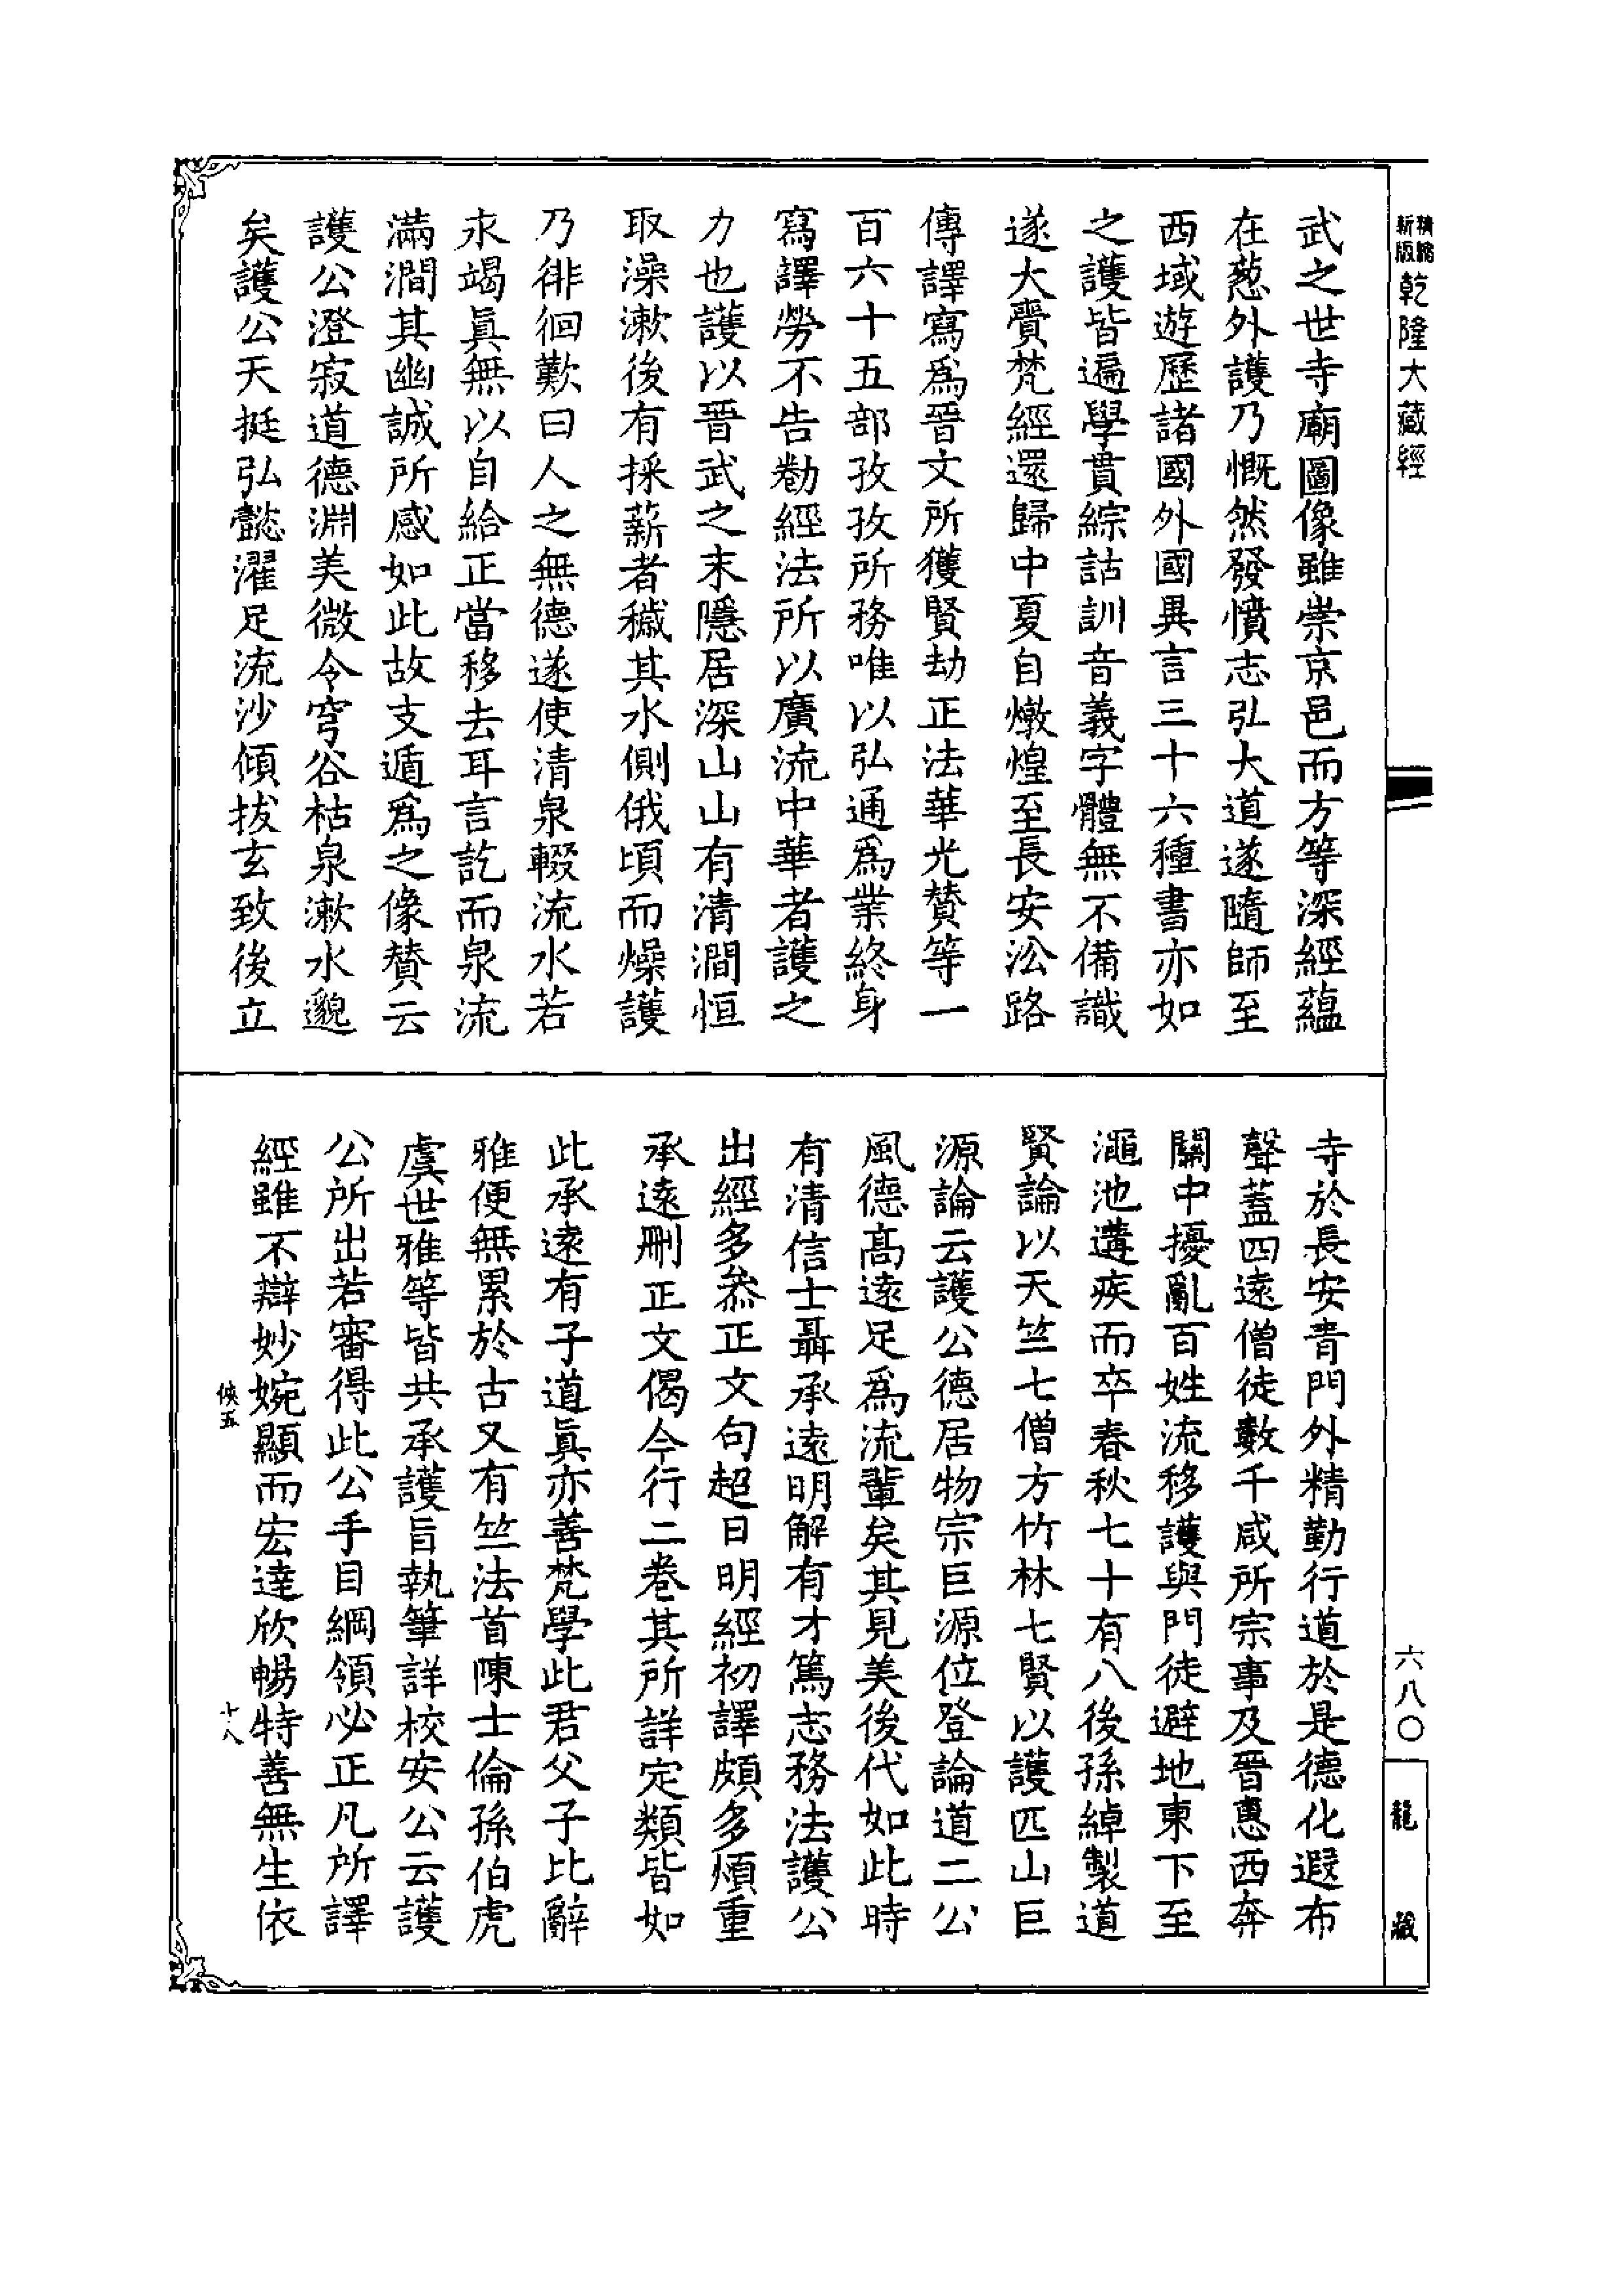 精縮新版乾隆大藏經
武之世寺廟圖像雖崇京邑而方等深經蘊
在葱外護乃慨然發憤志弘大道遂隨師至
西域遊歷諸國外國異言三十六種書亦如
之護皆遍學貫綜詁訓音義字體無不備識
遂大賷梵經還歸中夏自燉煌至長安㳂路
傳譯寫爲晉文所獲賢劫正法華光贊等一
百六十五部孜孜所務唯以弘通爲業終身
寫譯勞不告勌經法所以廣流中華者護之
力也護以晉武之末隱居深山山有清澗恒
取澡漱後有採薪者穢其水側俄頃而燥護
乃徘徊歎曰人之無德遂使清泉輟流水若
永竭眞無以自給正當移去耳言訖而泉流
滿澗其幽誠所感如此故支遁爲之像贊云
護公澄寂道德淵美微令穹谷枯泉漱水邈
矣護公天挺弘懿濯足流沙傾拔玄致後立
寺於長安青門外精勤行道於是德化遐布
聲蓋四遠僧徒數千咸所宗事及晉惠西奔
關中擾亂百姓流移護與門徒避地東下至
澠池遘疾而卒春秋七十有八後孫綽製道
賢論以天竺七僧方竹林七賢以護匹山巨
源論云護公德居物宗巨源位登論道二公
風德高遠足爲流輩矣其見美後代如此時
有清信士聶承遠明解有才篤志務法護公
出經多叅正文句超日明經初譯頗多煩重
承遠刪正文偈今行二卷其所詳定類皆如
此承遠有子道眞亦善梵學此君父子比辭
雅便無累於古又有竺法首陳士倫孫伯虎
虞世雅等皆共承護旨執筆詳校安公云護
公所出若審得此公手目綱領必正凡所譯
經雖不辯妙婉顯而宏達欣暢特善無生依
俠五
十八
六八〇
龍藏